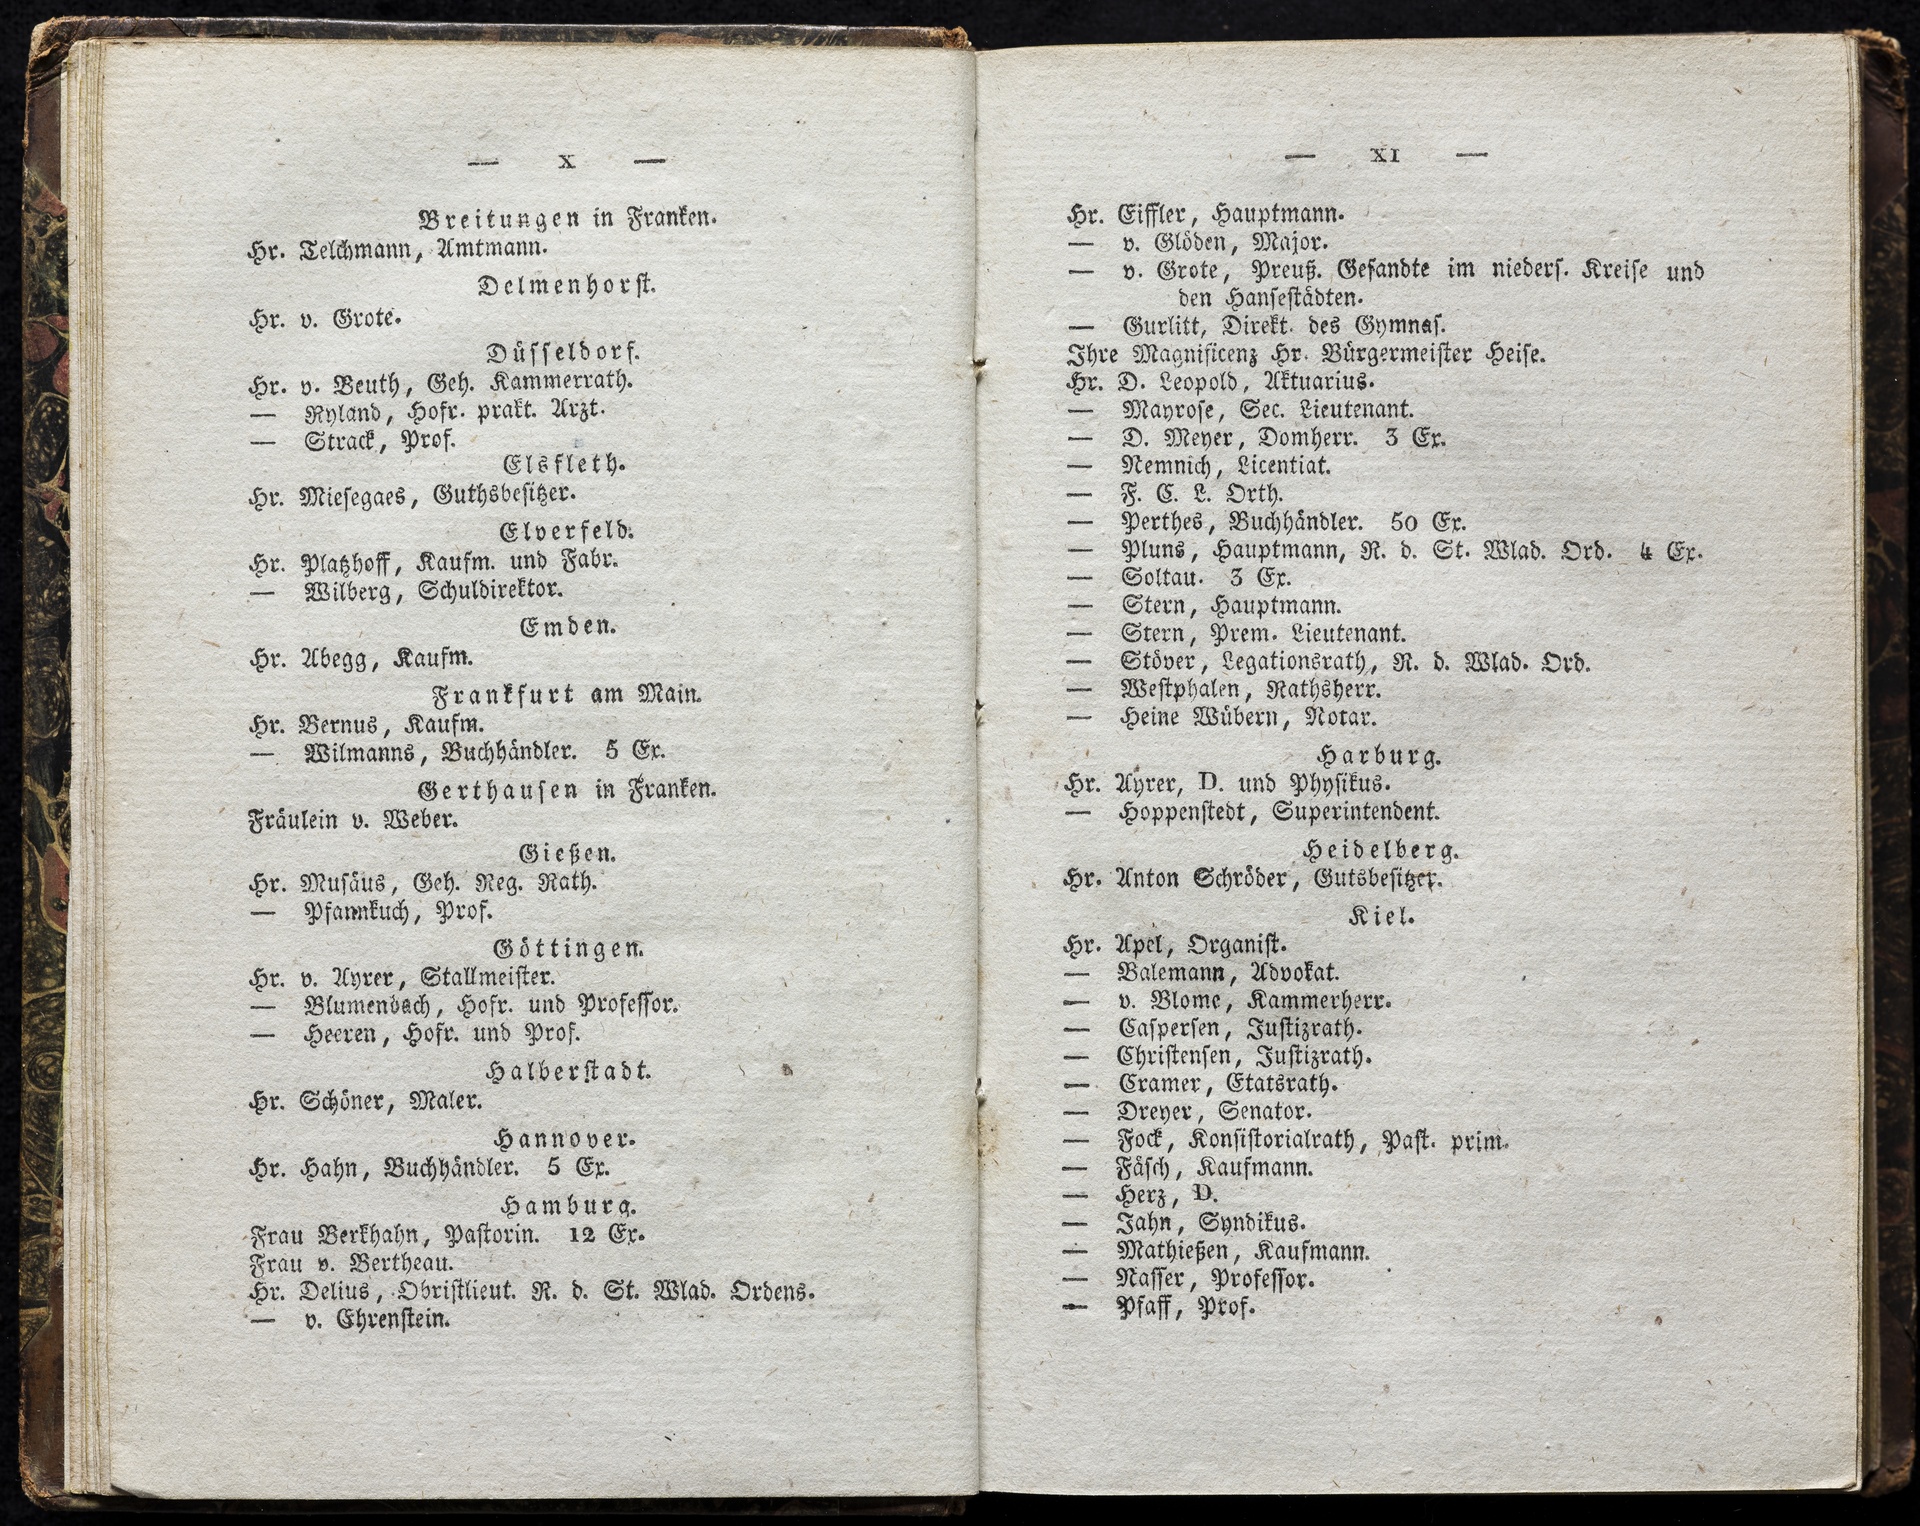 — X —
Breitungen in Franken.
Hr. Telchmann, Amtmann.
Delmenhorst.
Hr. v. Grote.
Düsseldorf.
Hr. v. Beuth, Geh. Kammerrath.
— Ryland, Hofr. prakt. Arzt.
— Strack, Prof.
Elsfleth.
Hr. Miesegaes, Guthsbesitzer.
Elverfeld.
Hr. Platzhoff, Kaufm. und Fabr.
— Wilberg, Schuldirektor.
Emden.
Hr. Abegg, Kaufm.
Frankfurt am Main.
Hr. Bernus, Kaufm.
— Wilmanns, Buchhändler. 5 Ex.
Gerthausen in Franken.
Fräulein v. Weber.
Gießen.
Hr. Musäus, Geh. Reg. Rath.
— Pfannkuch, Prof.
Göttingen.
Hr. v. Ayrer, Stallmeister.
— Blumenbach, Hofr. und Professor.
— Heeren, Hofr. und Prof.
Halberstadt.
Hr. Schöner, Maler.
Hannover.
Hr. Hahn, Buchhändler. 5 Ex.
Hamburg.
Frau Berkhahn, Pastorin. 12 Ex.
Frau v. Bertheau.
Hr. Delius, Obristlieut. R. d. St. Wlad. Ordens.
— v. Ehrenstein.
— XI —
Hr. Eiffler, Hauptmann.
— v. Glöden, Major.
— v. Grote, Preuß. Gesandte im nieders. Kreise und
den Hansestädten.
— Gurlitt, Direkt. des Gymnas.
Ihre Magnificenz Hr. Bürgermeister Heise.
Hr. D. Leopold, Aktuarius.
— Mayrose, Sec. Lieutenant.
— D. Meyer, Domherr. 3 Ex.
— Nemnich, Licentiat.
— F. C. L. Orth.
— Perthes, Buchhändler. 50 Ex.
— Pluns, Hauptmann, R. d. St. Wlad. Ord. 4 Ex.
— Soltau. 3 Ex.
— Stern, Hauptmann.
— Stern, Prem. Lieutenant.
— Stöver, Legationsrath, R. d. Wlad. Ord.
— Westphalen, Rathsherr.
— Heine Wübern, Notar.
Harburg.
Hr. Ayrer, D. und Physikus.
— Hoppenstedt, Superintendent.
Heidelberg.
Hr. Anton Schröder, Gutsbesitzer.
Kiel.
Hr. Apel, Organist.
— Balemann, Advokat.
— v. Blome, Kammerherr.
— Caspersen, Justizrath.
— Christensen, Justizrath.
— Cramer, Etatsrath.
— Dreyer, Senator.
— Fock, Konsistorialrath, Past. prim.
— Fäsch, Kaufmann.
— Herz, D.
— Jahn, Syndikus.
— Mathießen, Kaufmann.
— Nasser, Professor.
— Pfaff, Prof.